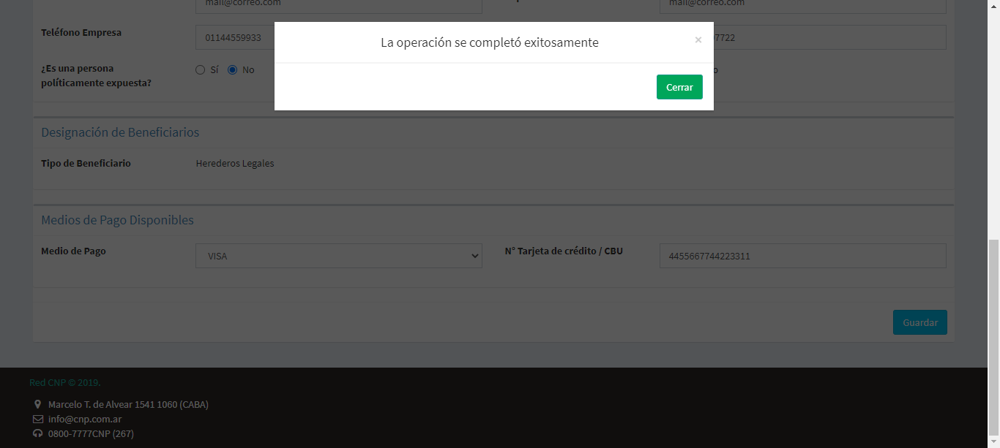 mail@correo.com mail@correo.com
La operación se completó exitosamente ×
Teléfono Empresa 01144559933 7722
¿Es una persona políticamente expuesta? Sí No
Cerrar
Designación de Beneficiarios
Tipo de Beneficiario Herederos Legales
Medios de Pago Disponibles
Medio de Pago VISA N° Tarjeta de crédito / CBU 4455667744223311
Guardar
Red CNP © 2019.
Marcelo T. de Alvear 1541 1060 (CABA)
info@cnp.com.ar
0800-7777CNP (267)